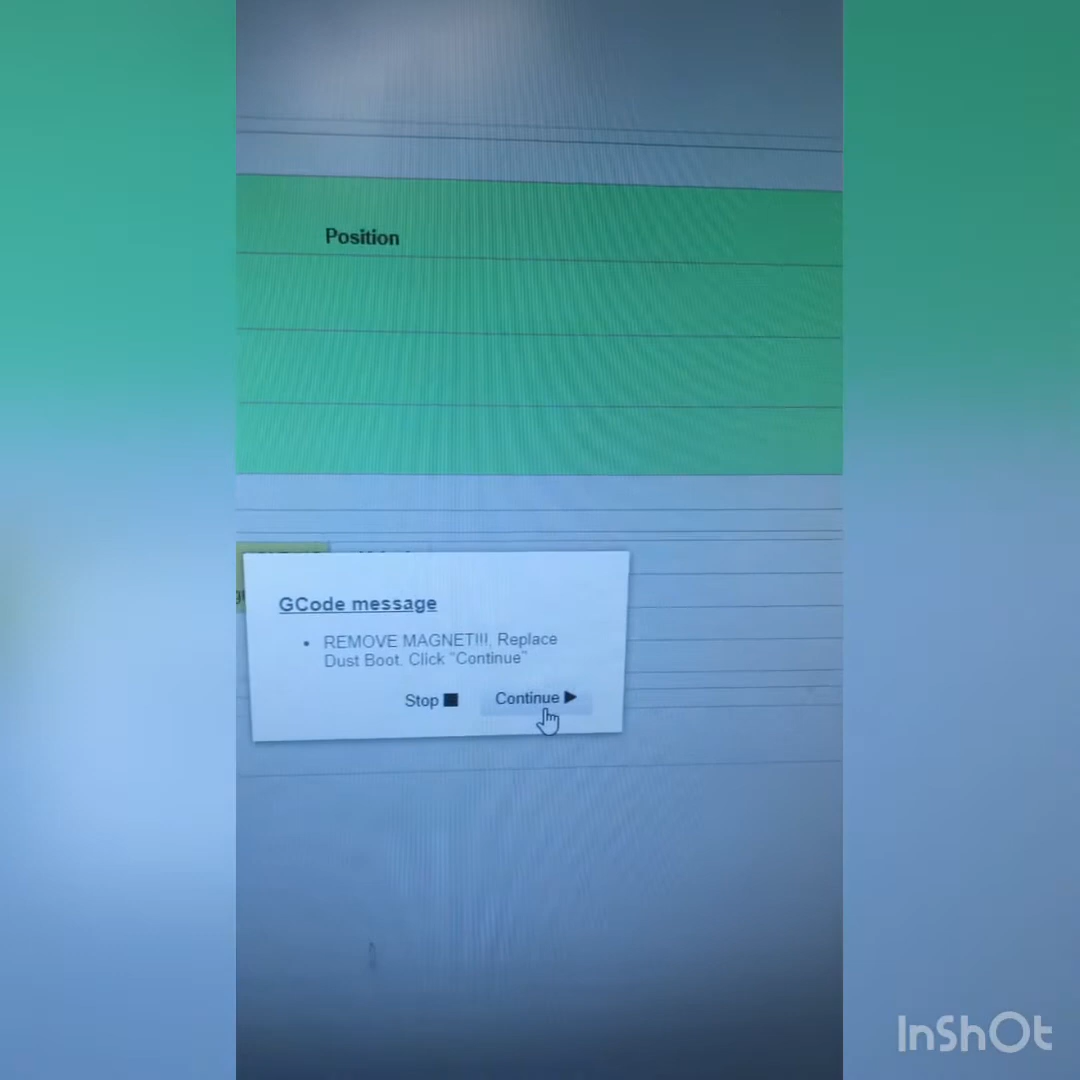 Position
GCode message
• REMOVE MAGNET!!!, Replace
Dust Boot. Click "Continue"
Stop
Continue
InShOt